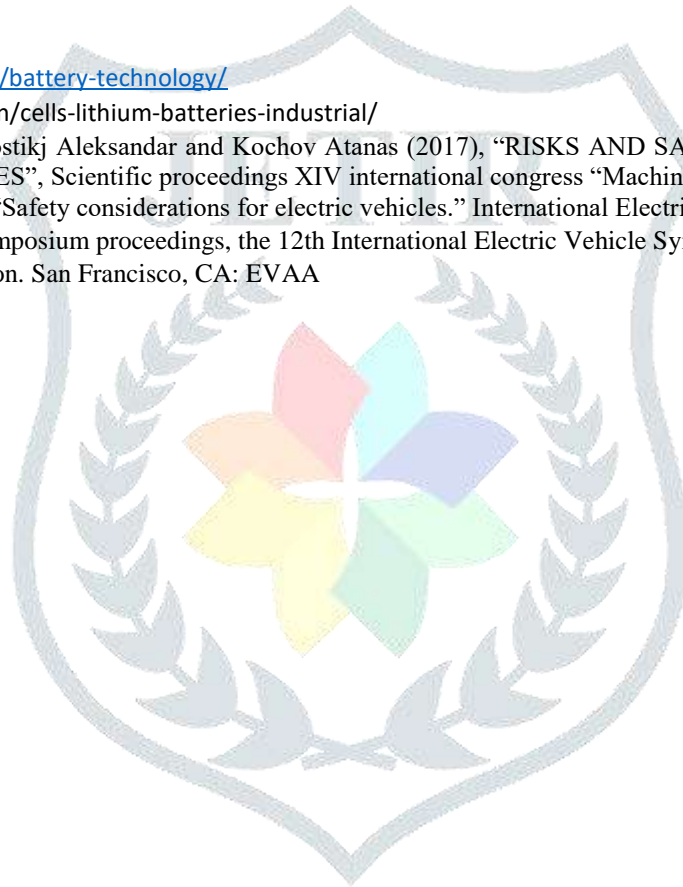 /battery-technology/
n/cells-lithium-batteries-industrial/
JETIR
ostikj Aleksandar and Kochov Atanas (2017), “RISKS AND SA
ES”, Scientific proceedings XIV international congress “Machin
“Safety considerations for electric vehicles.” International Electri
mposium proceedings, the 12th International Electric Vehicle Sy
on. San Francisco, CA: EVAA